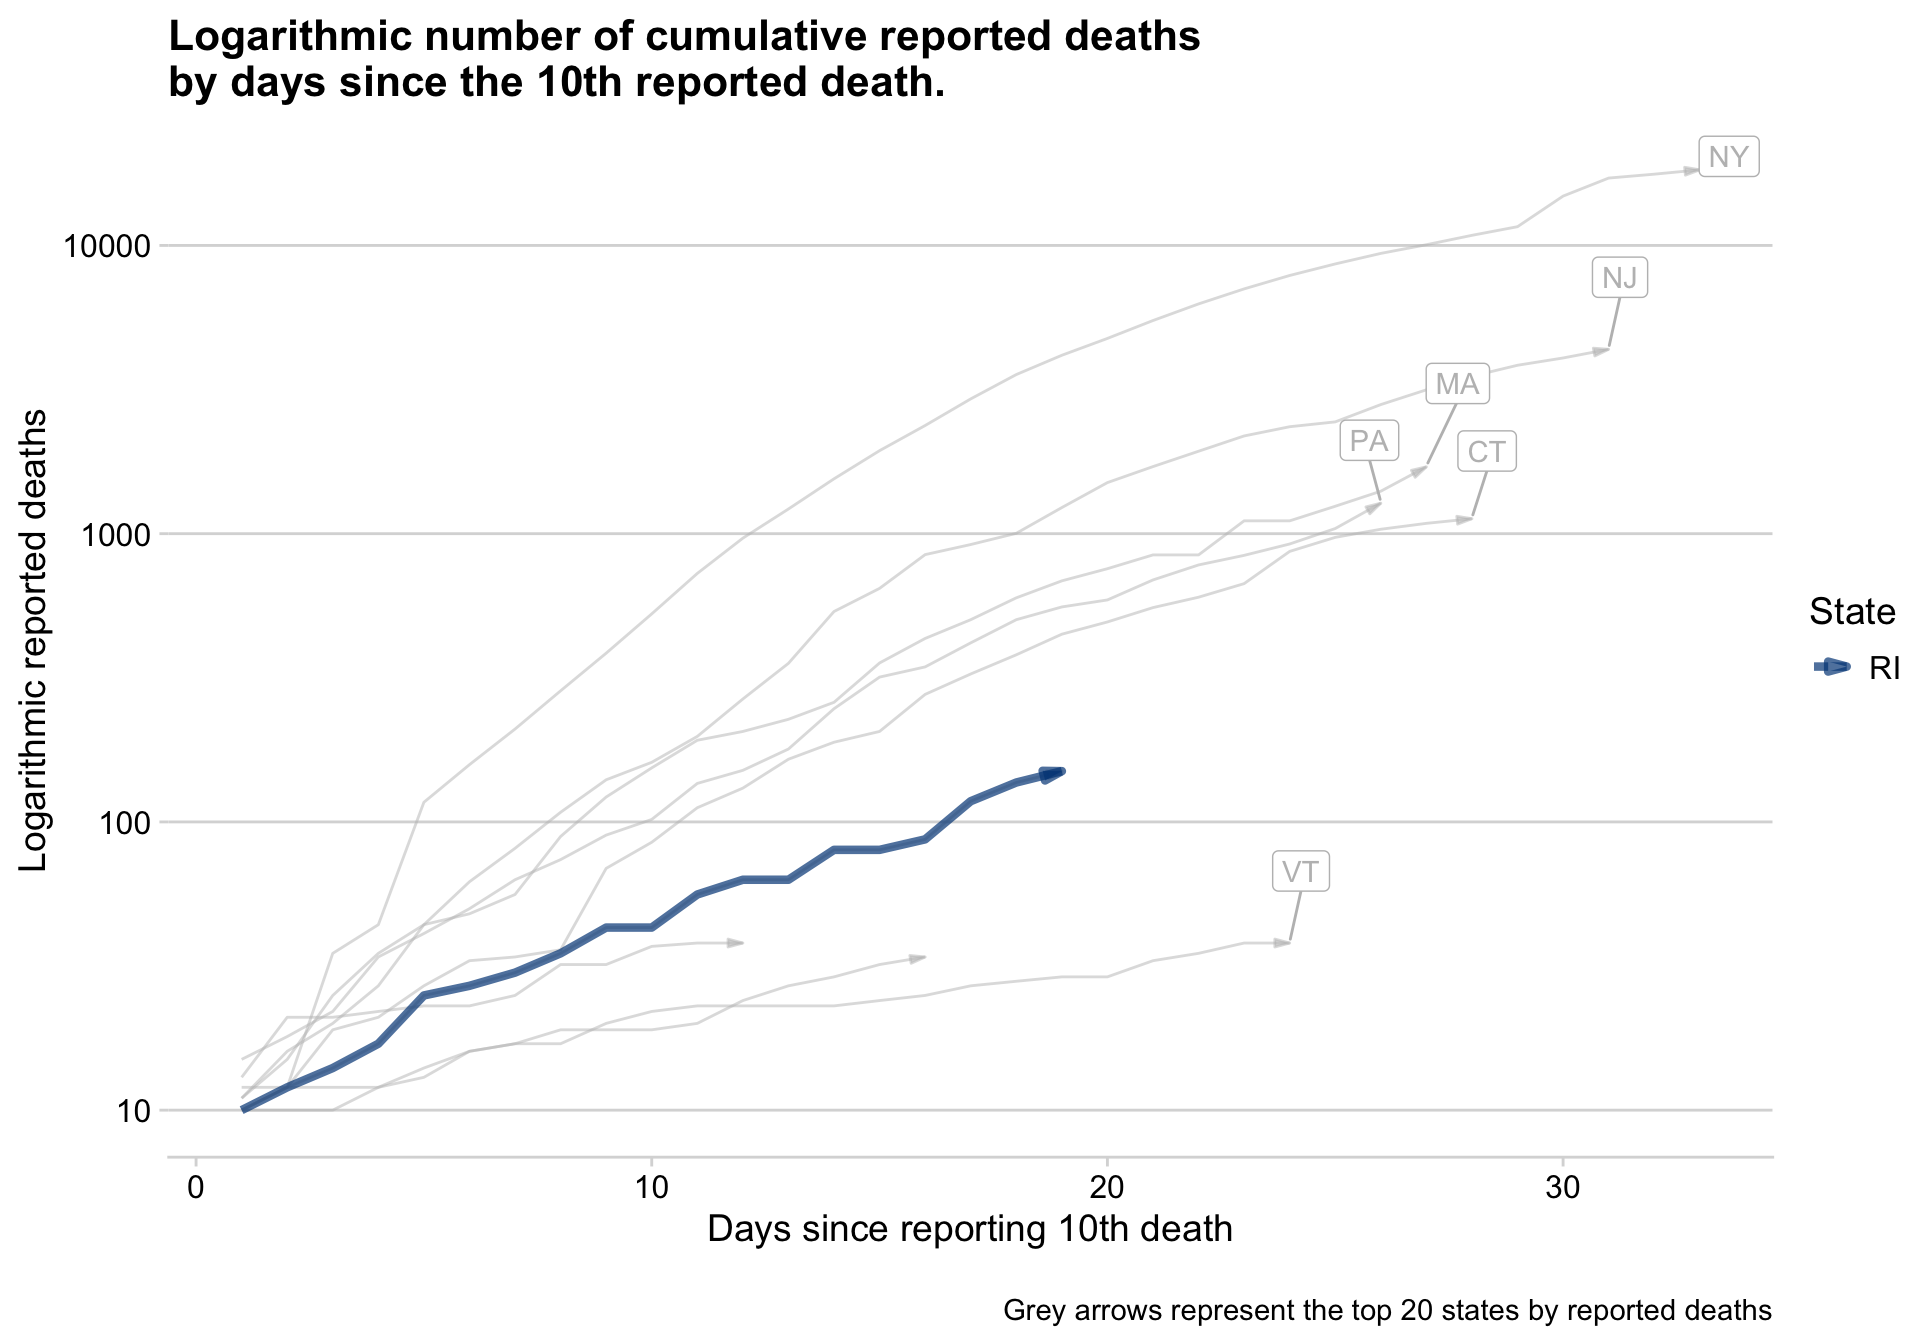 Logarithmic number of cumulative reported deaths
by days since the 10th reported death.
NY
10000
NJ
MA
PA
CT
1000
Logarithmic reported deaths
State
RI
100
VT
10
0 10 20 30
Days since reporting 10th death
Grey arrows represent the top 20 states by reported deaths